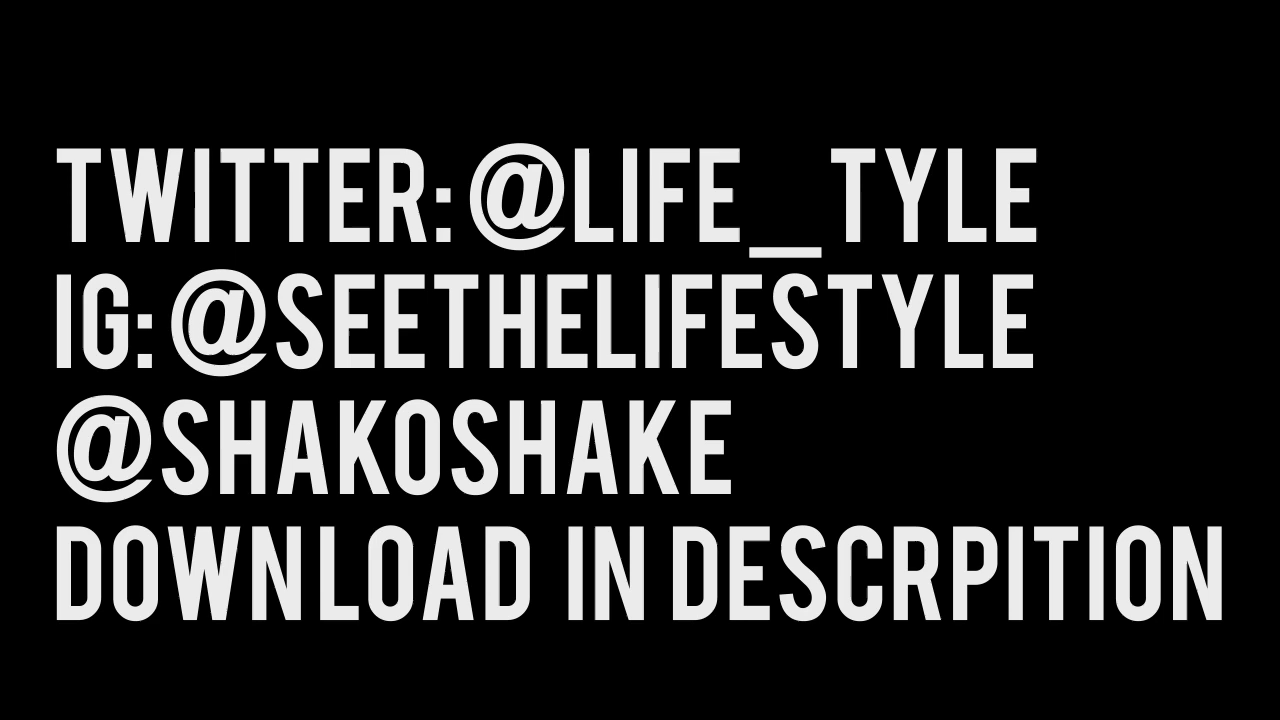 TWITTER: @LIFE_TYLE
IG: @SEETHELIFESTYLE
@SHAKOSHAKE
DOWNLOAD IN DESCRPITION